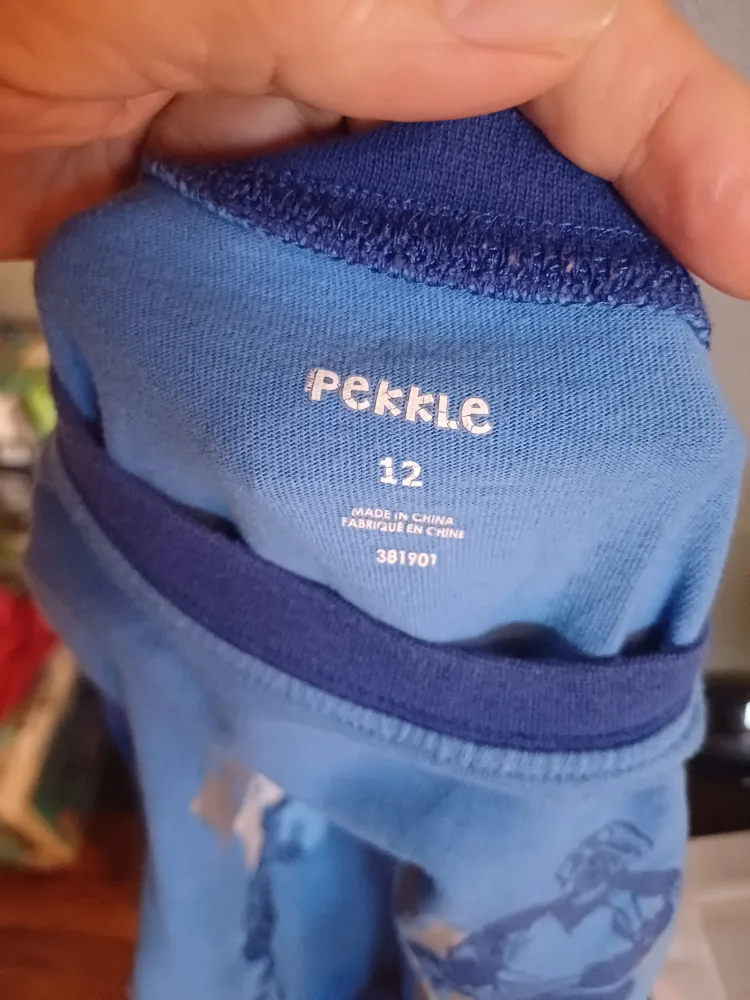 Pekkle
12
MADE IN CHINA
FABRIQUÉ EN CHINE
381901